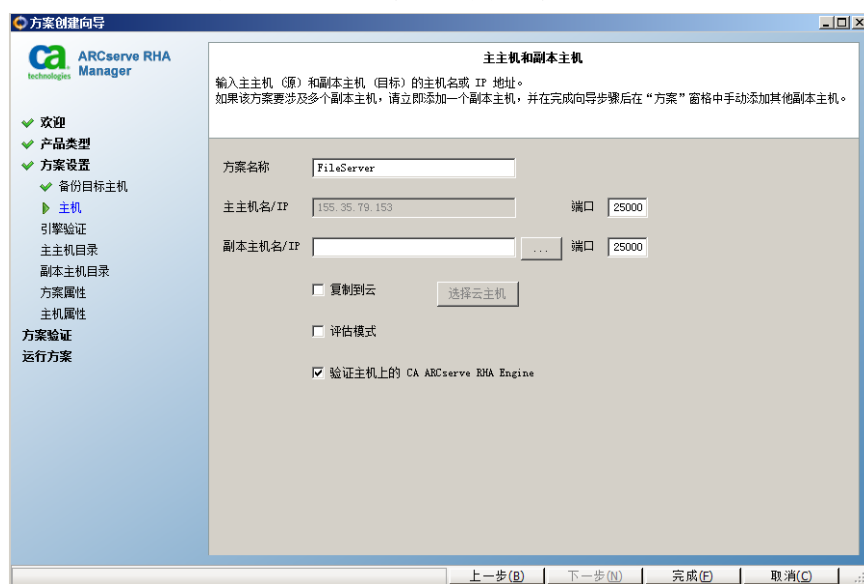 方案创建向导
ca
technologies
ARCserve RHA
Manager
欢迎
产品类型
方案设置
备份目标主机
主机
引擎验证
主主机目录
副本主机目录
方案属性
主机属性
方案验证
运行方案
主主机和副本主机
输入主主机 (源) 和副本主机 (目标) 的主机名或 IP 地址。
如果该方案要涉及多个副本主机，请立即添加一个副本主机，并在完成向导步骤后在“方案”窗格中手动添加其他副本主机。
方案名称 FileServer
主主机名/IP 155.35.79.153 端口 25000
副本主机名/IP ... 端口 25000
复制到云 选择云主机
评估模式
验证主机上的 CA ARCserve RHA Engine
上一步(B) 下一步(N) 完成(F) 取消(C)